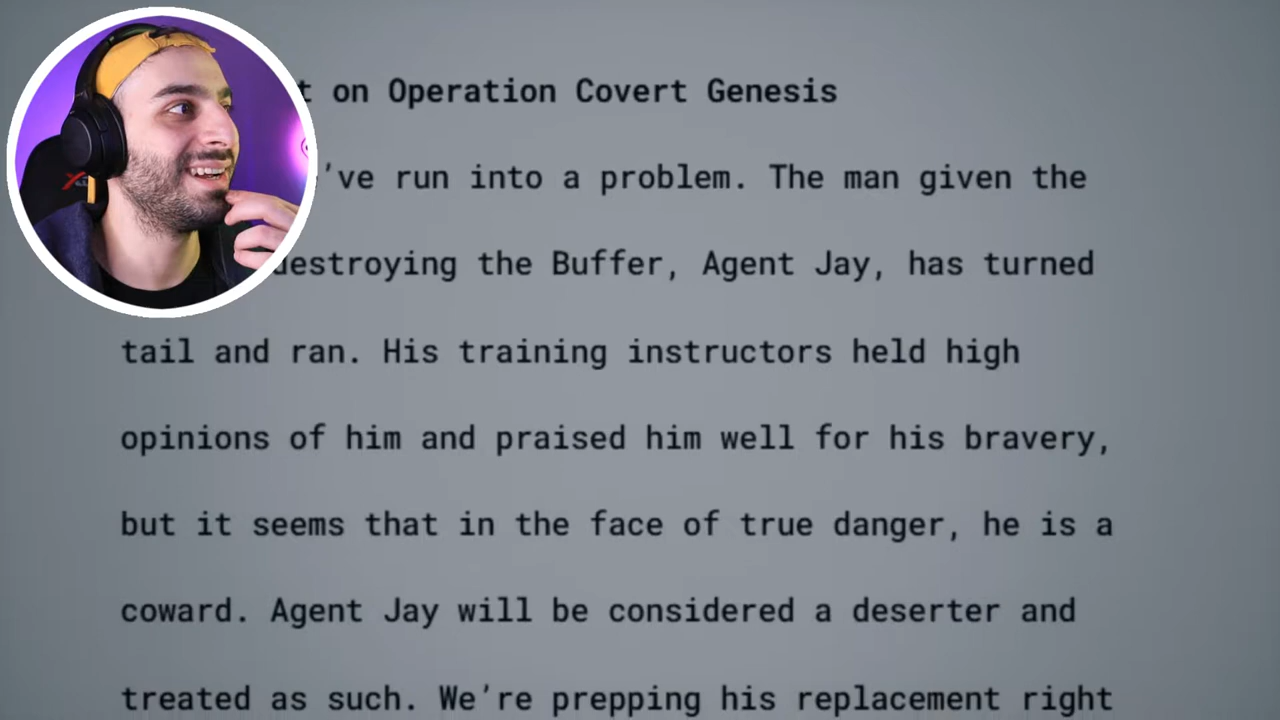 on Operation Covert Genesis
've run into a problem. The man given the
destroying the Buffer, Agent Jay, has turned
tail and ran. His training instructors held high
opinions of him and praised him well for his bravery,
but it seems that in the face of true danger, he is a
coward. Agent Jay will be considered a deserter and
treated as such. We're prepping his replacement right